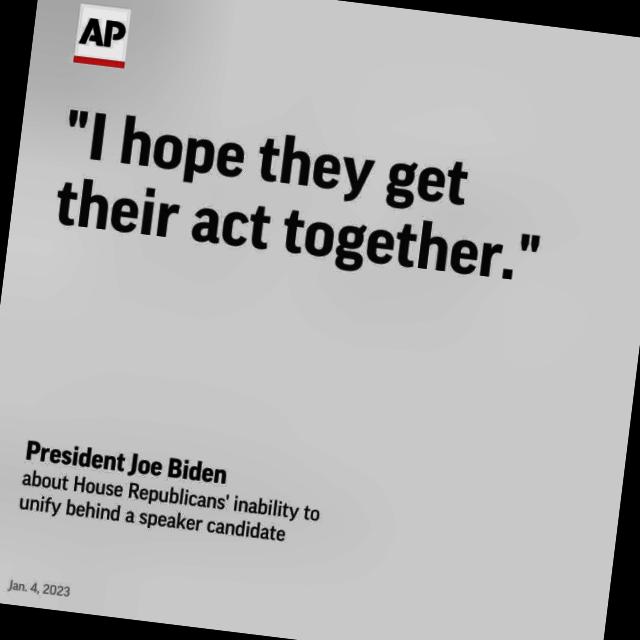 AP
"I hope they get
their act together."
President Joe Biden
about House Republicans' inability to
unify behind a speaker candidate
Jan. 4, 2023